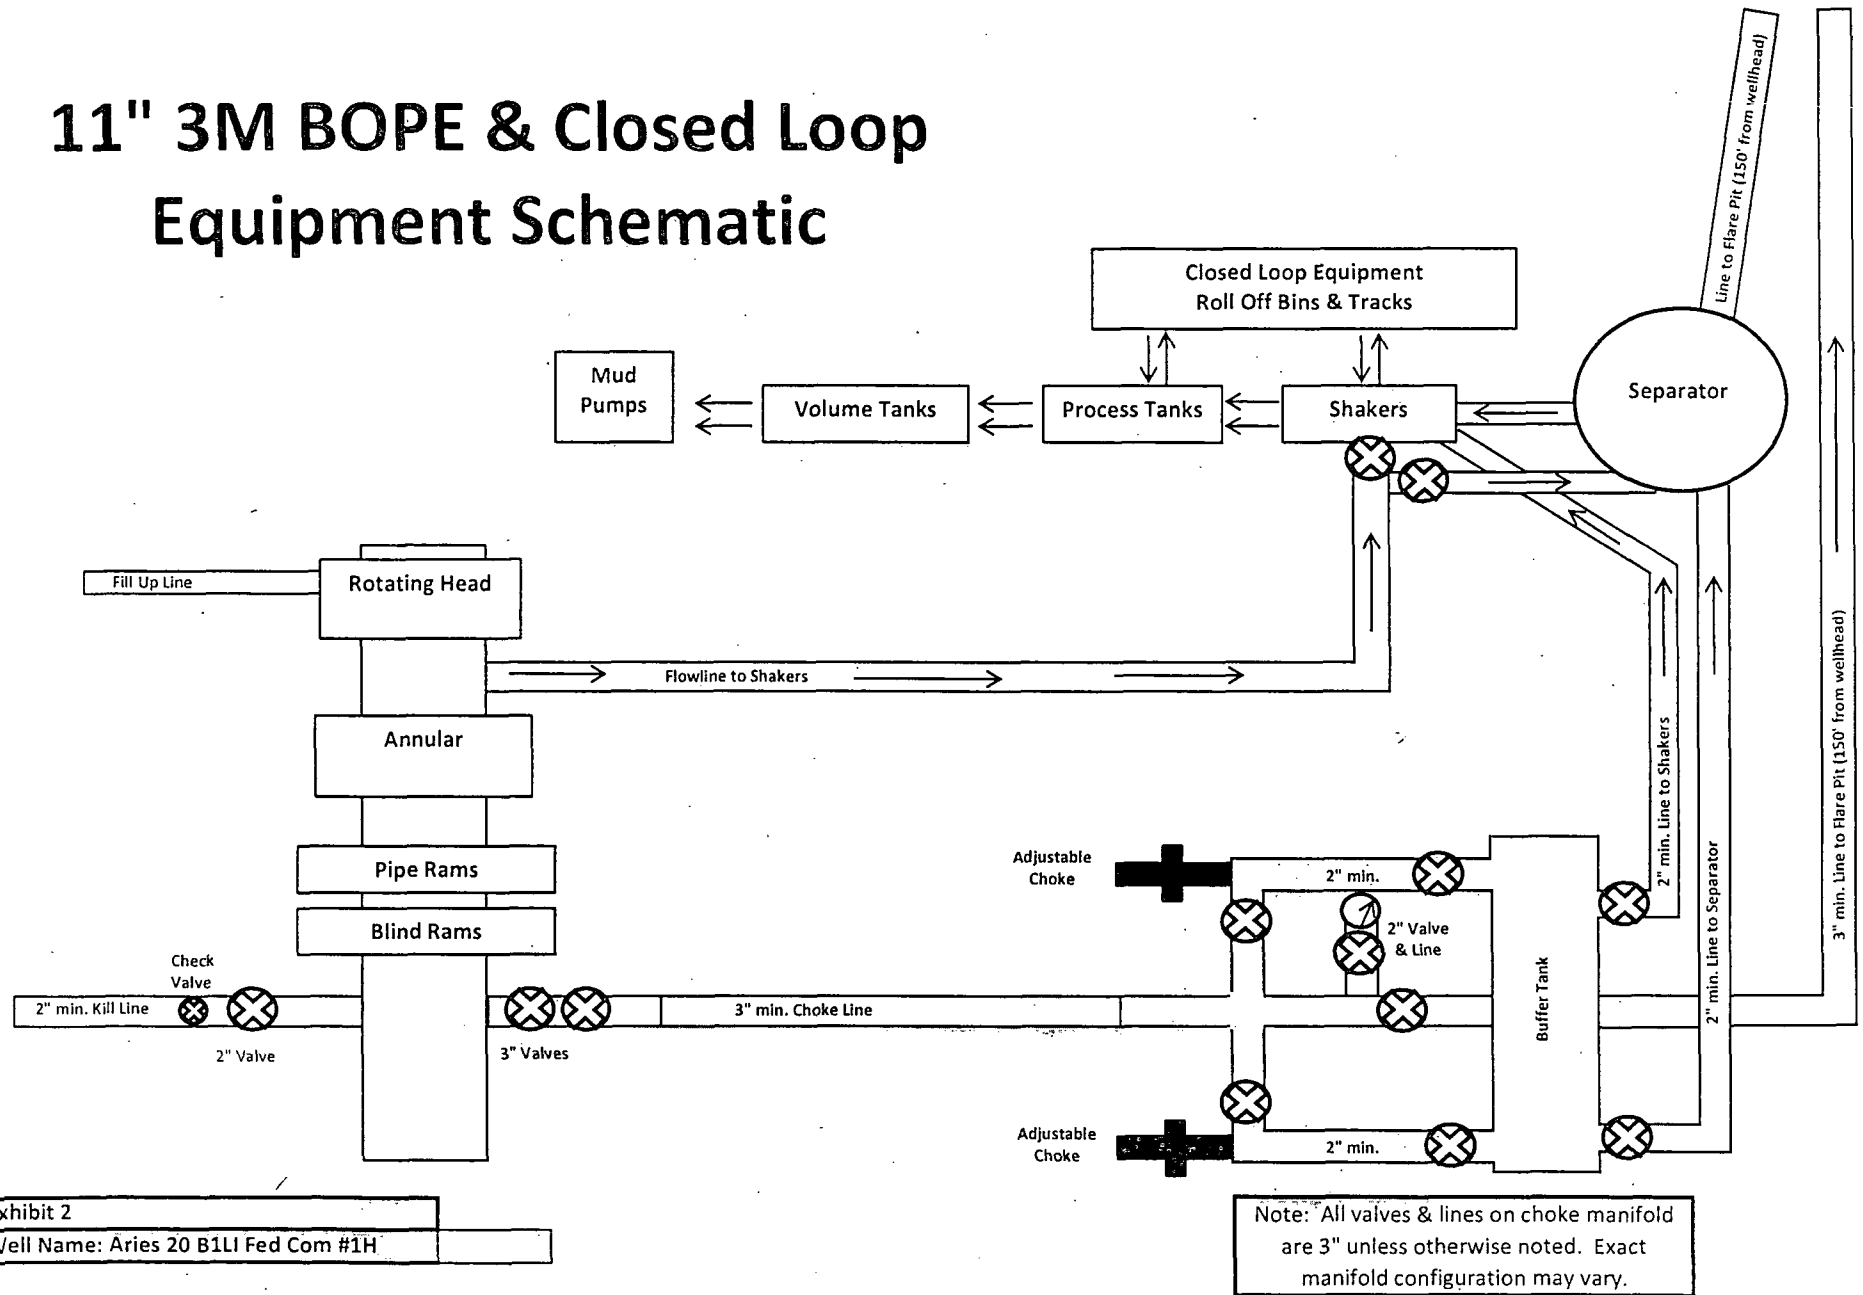 11" 3M BOPE & Closed Loop
Equipment Schematic
Line to Flare Pit (150' from wellhead)
Closed Loop Equipment
Roll Off Bins & Tracks
Mud
Pumps
Volume Tanks
Process Tanks
Shakers
Separator
Fill Up Line
Rotating Head
Flowline to Shakers
Annular
Pipe Rams
Blind Rams
Check
Valve
2" min. Kill Line
2" Valve
3" Valves
3" min. Choke Line
Adjustable
Choke
2" min.
2" Valve
& Line
Buffer Tank
Adjustable
Choke
2" min.
2" min. Line to Shakers
2" min. Line to Separator
3" min. Line to Flare Pit (150' from wellhead)
xhibit 2
Well Name: Aries 20 B1LI Fed Com #1H
Note: All valves & lines on choke manifold
are 3" unless otherwise noted. Exact
manifold configuration may vary.